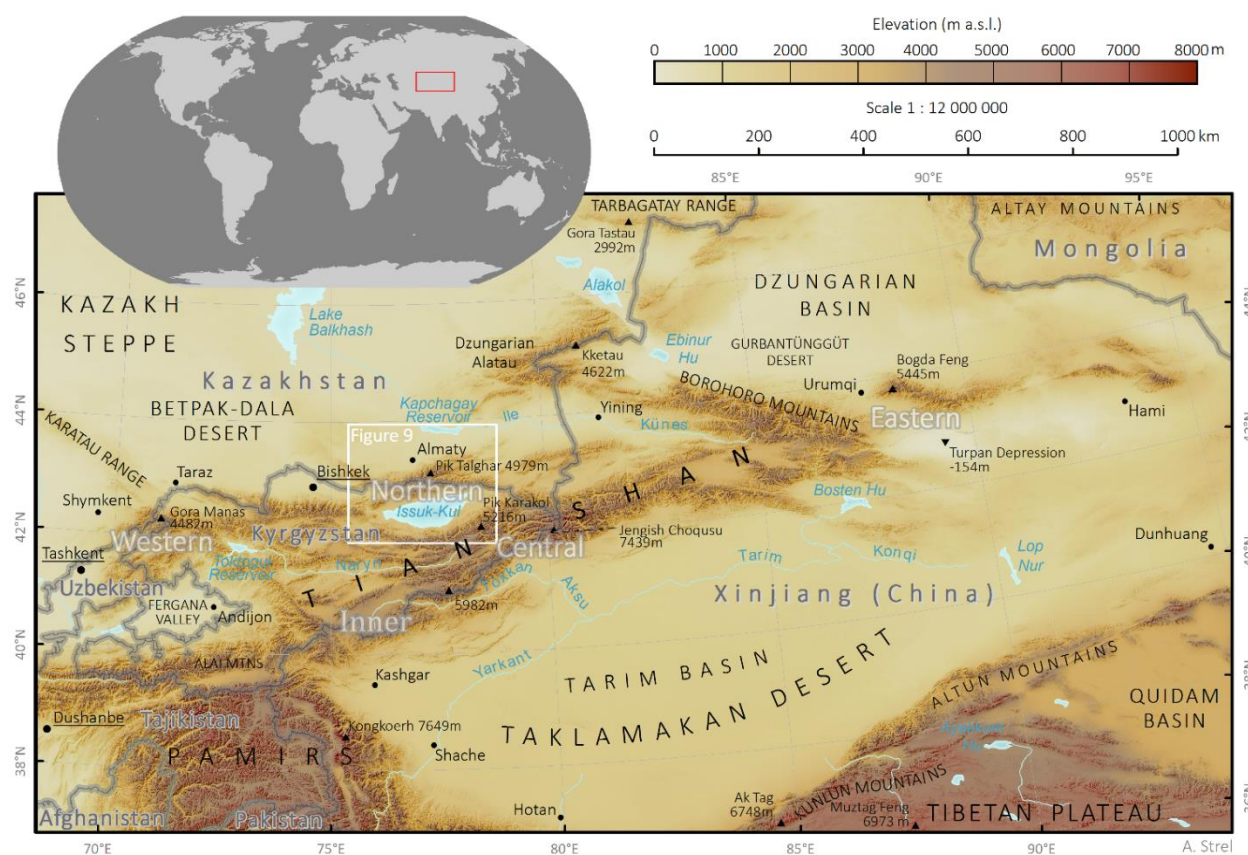 Elevation (m a.s.l.)
0 1000 2000 3000 4000 5000 6000 7000 8000 m
Scale 1 : 12 000 000
0 200 400 600 800 1000 km
85°E 90°E 95°E
TARBAGATAY RANGE
Gora Tastau
2992m
ALTAY MOUNTAINS
Mongolia
46°N
44°N
KAZAKH
STEPPE
Lake
Balkhash
Alakol
DZUNGARIAN
BASIN
Dzungarian
Alatau
Kketau
4622m
Ebinur
Hu
GURBANTÜNGGÜT
DESERT
Bogda Feng
5445m
Urumqi
Kazakhstan
BETPAK-DALA
DESERT
Kapchagay
Reservoir
Ile
Yining
Künes
BOROHORO MOUNTAINS
Eastern
Hami
44°N
42°N
KARATAU RANGE
Figure 9
Almaty
Pik Talghar 4979m
Turpan Depression
-154m
Taraz
Bishkek
Shymkent
Gora Manas
4482m
Northern
Issuk-Kul
Pik Karakol
5216m
Bosten Hu
42°N
40°N
Western
Kyrgyzstan
Central
Jengish Choqusu
7439m
TIAN SHAN
Dunhuang
Tashkent
Toktogul
Reservoir
Naryn
Toxkan
Aksu
Tarim
Konqi
Lop
Nur
Uzbekistan
FERGANA
VALLEY
Andijon
5982m
Inner
Xinjiang (China)
40°N
38°N
ALAI MTNS
Kashgar
Yarkant
TARIM BASIN
TAKLAMAKAN DESERT
ALTUN MOUNTAINS
QUIDAM
BASIN
Dushanbe
Tajikistan
Kongkoerh 7649m
PAMIRS
Shache
38°N
36°N
Hotan
Ak Tag
6748m
KUNLUN MOUNTAINS
Muztag Feng
6973 m
TIBETAN PLATEAU
Afghanistan
Pakistan
70°E 75°E 80°E 85°E 90°E
A. Strel